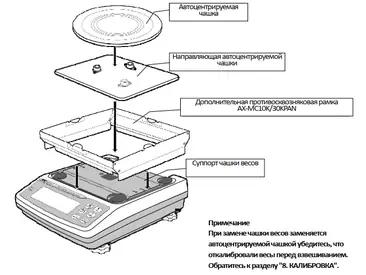 Автоцентрируемая
чашка
Направляющая автоцентрируемой
чашки
Дополнительная противосквозняковая рамка
AX-MC10K/30KPAN
Суппорт чашки весов
Примечание
При замене чашки весов заменяется
автоцентрируемой чашкой убедитесь, что
откалибровали весы перед взвешиванием.
Обратитесь к разделу "8. КАЛИБРОВКА".